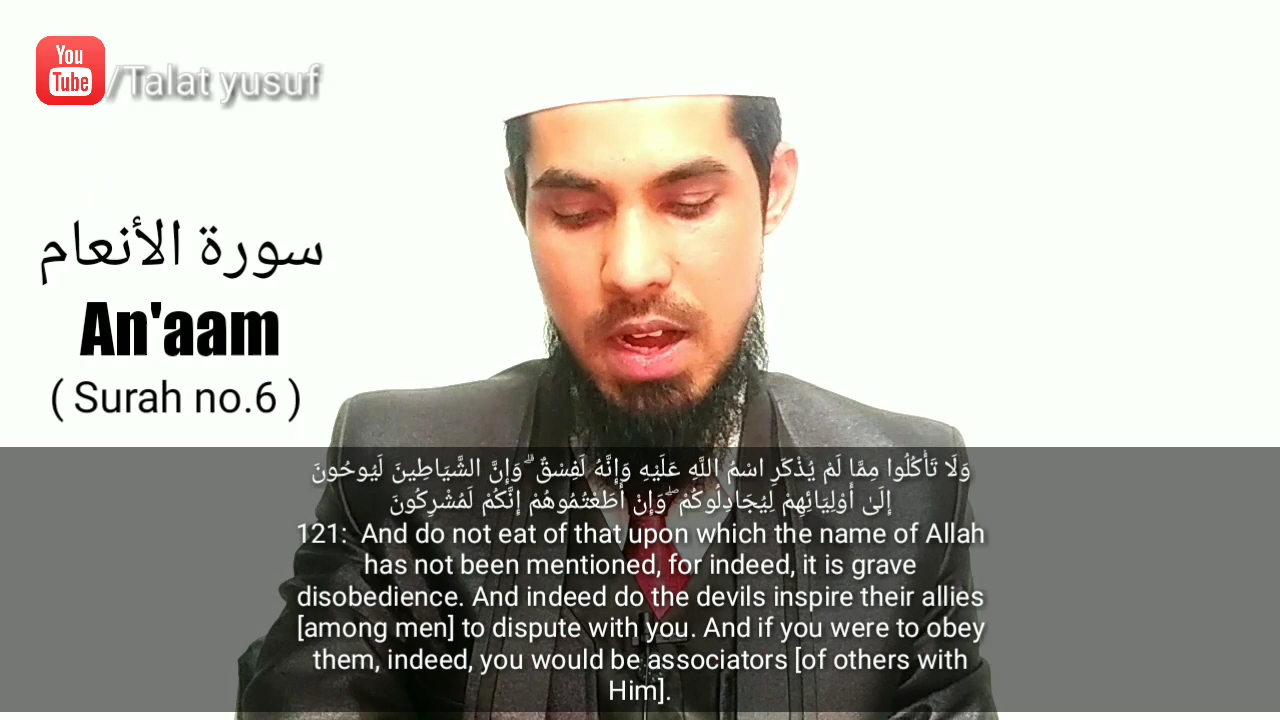 You
Tube
/Talat yusuf
سورة الأنعام
An'aam
( Surah no.6 )
وَلَا تَأْكُلُوا مِمَّا لَمْ يُذْكَرِ اسْمُ اللَّهِ عَلَيْهِ وَإِنَّهُ لَفِسْقٌ ۗ وَإِنَّ الشَّيَاطِينَ لَيُوحُونَ
إِلَىٰ أَوْلِيَائِهِمْ لِيُجَادِلُوكُمْ ۖ وَإِنْ أَطَعْتُمُوهُمْ إِنَّكُمْ لَمُشْرِكُونَ
121:  And do not eat of that upon which the name of Allah
has not been mentioned, for indeed, it is grave
disobedience. And indeed do the devils inspire their allies
[among men] to dispute with you. And if you were to obey
them, indeed, you would be associators [of others with
Him].